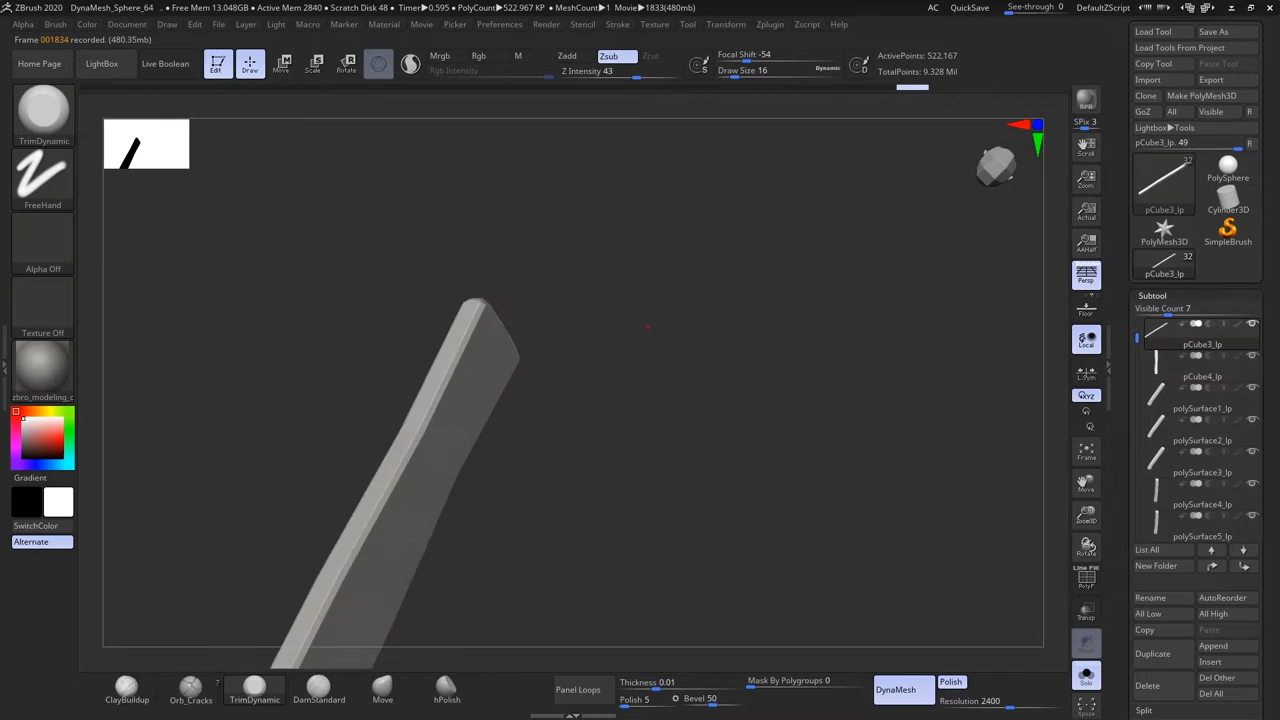 ZBrush 2020 DynaMesh_Sphere_64 .. • Free Mem 13.048GB • Active Mem 2840 • Scratch Disk 48 • Timer▶0.595 • PolyCount▶522.967 KP • MeshCount▶1 Movie▶1833(480mb)
AC QuickSave See-through 0 DefaultZScript
Alpha Brush Color Document Draw Edit File Layer Light Macro Marker Material Movie Picker Preferences Render Stencil Stroke Texture Tool Transform Zplugin Zscript Help
Frame 001834 recorded. (480.35mb)
Home Page LightBox Live Boolean
Edit Draw Move Scale Rotate
Mrgb Rgb M
Rgb Intensity
Zadd Zsub Zcut
Z Intensity 43
Focal Shift -54
Draw Size 16 Dynamic
S D
ActivePoints: 522,167
TotalPoints: 9.328 Mil
TrimDynamic
FreeHand
Alpha Off
Texture Off
zbro_modeling_c
Gradient
SwitchColor
Alternate
BPR
SPix 3
Scroll
Zoom
Actual
AAHalf
Persp
Floor
Local
L.Sym
XYZ
Frame
Move
Zoom3D
Rotate
Line Fill
PolyF
Transp
Ghost
Solo
Xpose
Load Tool Save As
Load Tools From Project
Copy Tool Paste Tool
Import Export
Clone Make PolyMesh3D
GoZ All Visible R
Lightbox▶Tools
pCube3_lp. 49 R
32
pCube3_lp
PolySphere
Cylinder3D
PolyMesh3D
SimpleBrush
32
pCube3_lp
Subtool
Visible Count 7
pCube3_lp
pCube4_lp
polySurface1_lp
polySurface2_lp
polySurface3_lp
polySurface4_lp
polySurface5_lp
List All
New Folder
Rename AutoReorder
All Low All High
Copy Paste
Duplicate Append
Insert
Delete Del Other
Del All
Split
Claybuildup Orb_Cracks ? TrimDynamic DamStandard Move hPolish
Panel Loops
Thickness 0.01
Polish 5 Bevel 50
Mask By Polygroups 0
DynaMesh
Polish
Resolution 2400